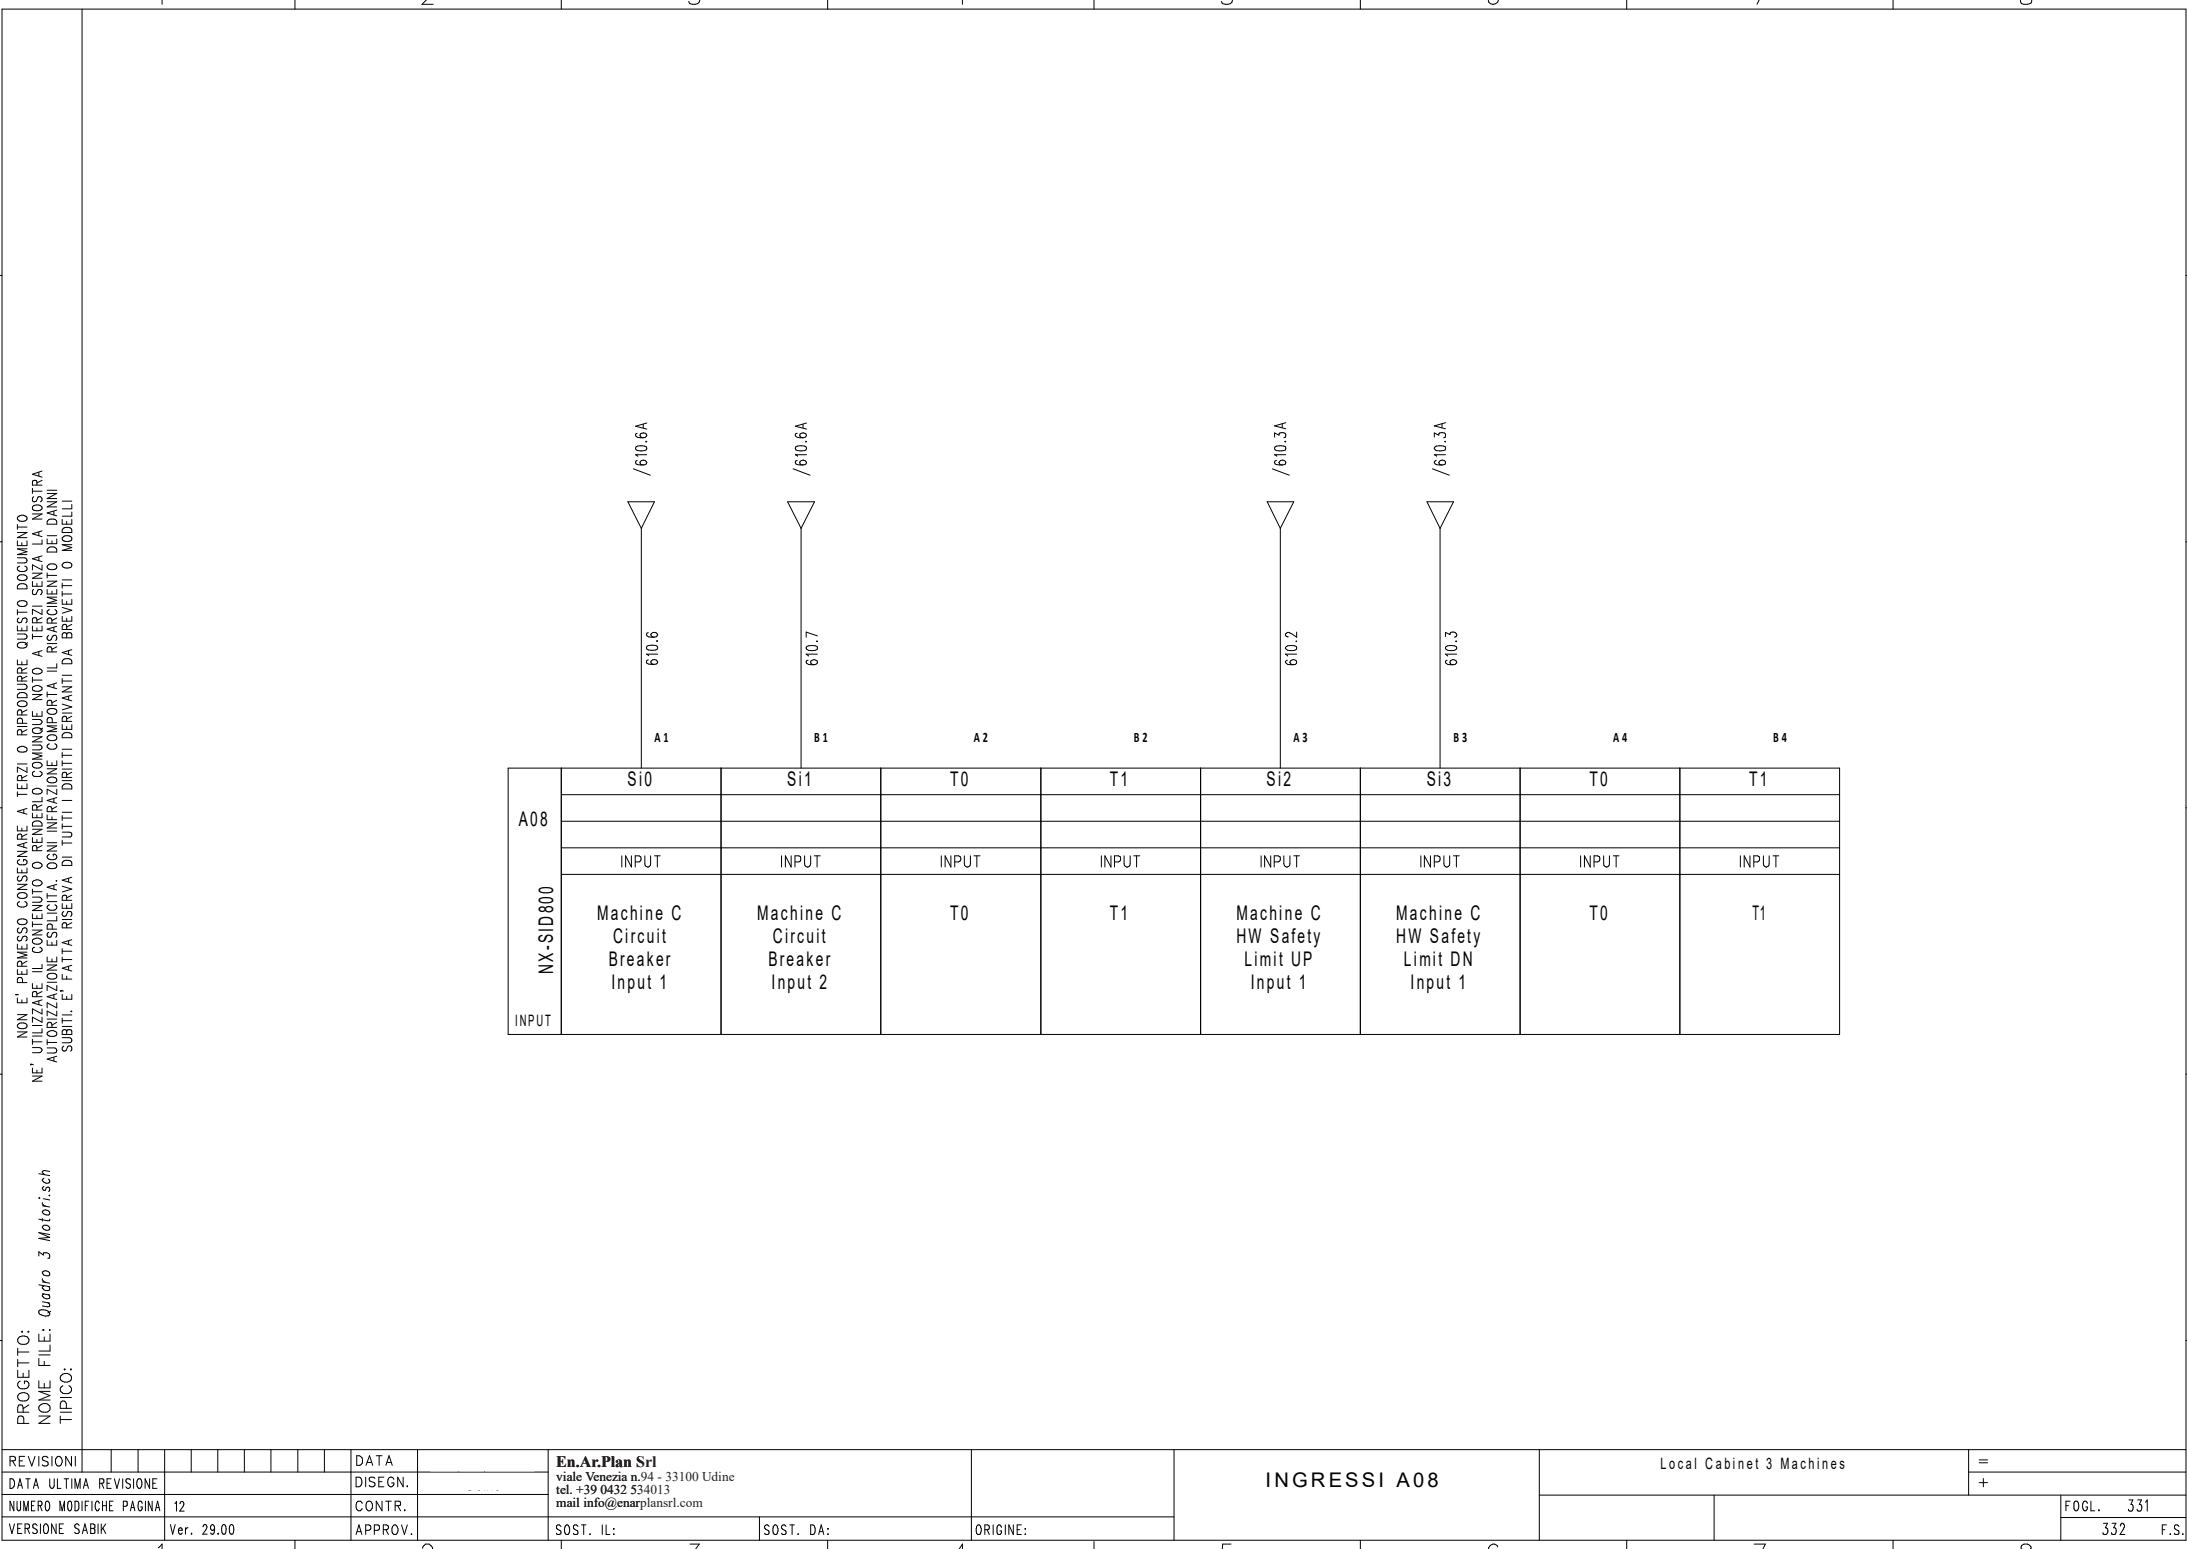 /610.6A
/610.6A
/610.3A
/610.3A
610.6
610.7
610.2
610.3
A1
B1
A2
B2
A3
B3
A4
B4
A08
NX-SID800
INPUT
Si0
Si1
T0
T1
Si2
Si3
T0
T1
INPUT
INPUT
INPUT
INPUT
INPUT
INPUT
INPUT
INPUT
Machine C
Circuit
Breaker
Input 1
Machine C
Circuit
Breaker
Input 2
T0
T1
Machine C
HW Safety
Limit UP
Input 1
Machine C
HW Safety
Limit DN
Input 1
T0
T1
NON E' PERMESSO CONSEGNARE A TERZI O RIPRODURRE QUESTO DOCUMENTO
NE' UTILIZZARE IL CONTENUTO O RENDERLO COMUNQUE NOTO A TERZI SENZA LA NOSTRA
AUTORIZZAZIONE ESPLICITA. OGNI INFRAZIONE COMPORTA IL RISARCIMENTO DEI DANNI
SUBITI. E' FATTA RISERVA DI TUTTI I DIRITTI DERIVANTI DA BREVETTI O MODELLI
PROGETTO:
NOME FILE: Quadro 3 Motori.sch
TIPICO:
REVISIONI
DATA ULTIMA REVISIONE
NUMERO MODIFICHE PAGINA 12
VERSIONE SABIK Ver. 29.00
DATA
DISEGN.
CONTR.
APPROV.
En.Ar.Plan Srl
viale Venezia n.94 - 33100 Udine
tel. +39 0432 534013
mail info@enarplansrl.com
SOST. IL:
SOST. DA:
ORIGINE:
INGRESSI A08
Local Cabinet 3 Machines
=
+
FOGL. 331
332 F.S.